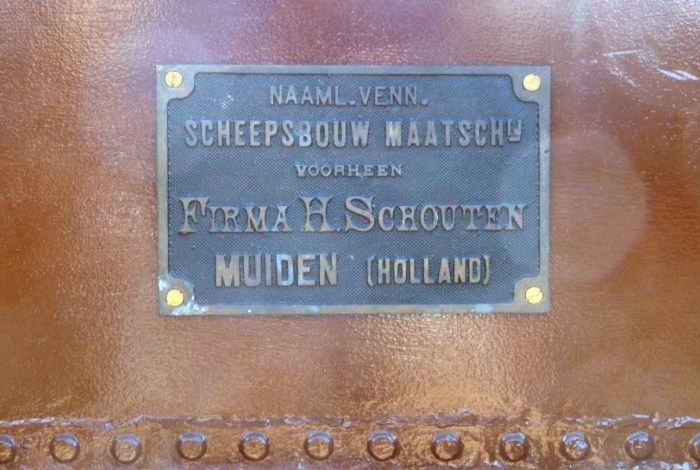 NAAML.VENN.
SCHEEPSBOUW MAATSCHIJ
VOORHEEN
FIRMA H. SCHOUTEN
MUIDEN (HOLLAND)